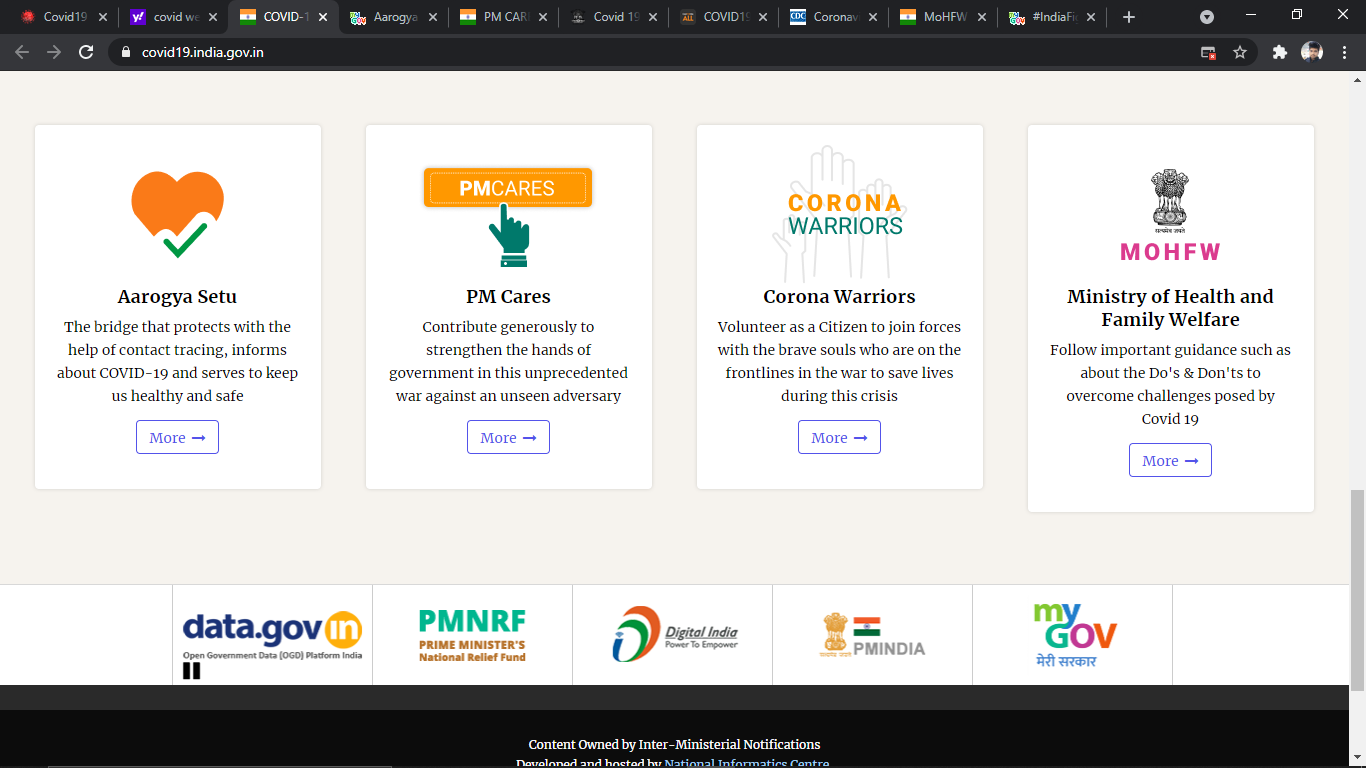 Covid19
covid we
COVID-1
Aarogya
PM CAR
Covid 19
COVID19
CDC
Coronav
MoHFW
#IndiaFi
covid19.india.gov.in
PMCARES
CORONA
WARRIORS
सत्यमेव जयते
MOHFW
Aarogya Setu
The bridge that protects with the
help of contact tracing, informs
about COVID-19 and serves to keep
us healthy and safe
More
PM Cares
Contribute generously to
strengthen the hands of
government in this unprecedented
war against an unseen adversary
More
Corona Warriors
Volunteer as a Citizen to join forces
with the brave souls who are on the
frontlines in the war to save lives
during this crisis
More
Ministry of Health and
Family Welfare
Follow important guidance such as
about the Do's & Don'ts to
overcome challenges posed by
Covid 19
More
data.gov in
Open Government Data (OGD) Platform India
PMNRF
PRIME MINISTER'S
National Relief Fund
Digital India
Power To Empower
सत्यमेव जयते
PMINDIA
my
GOV
मेरी सरकार
Content Owned by Inter-Ministerial Notifications
Developed and hosted by National Informatics Centre